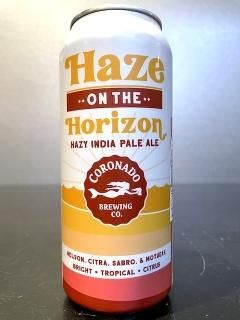 Haze
ON THE
Horizon
HAZY INDIA PALE ALE
CORONADO
BREWING
CO.
NELSON, CITRA, SABRO, & MOTUEKA
BRIGHT • TROPICAL • CITRUS